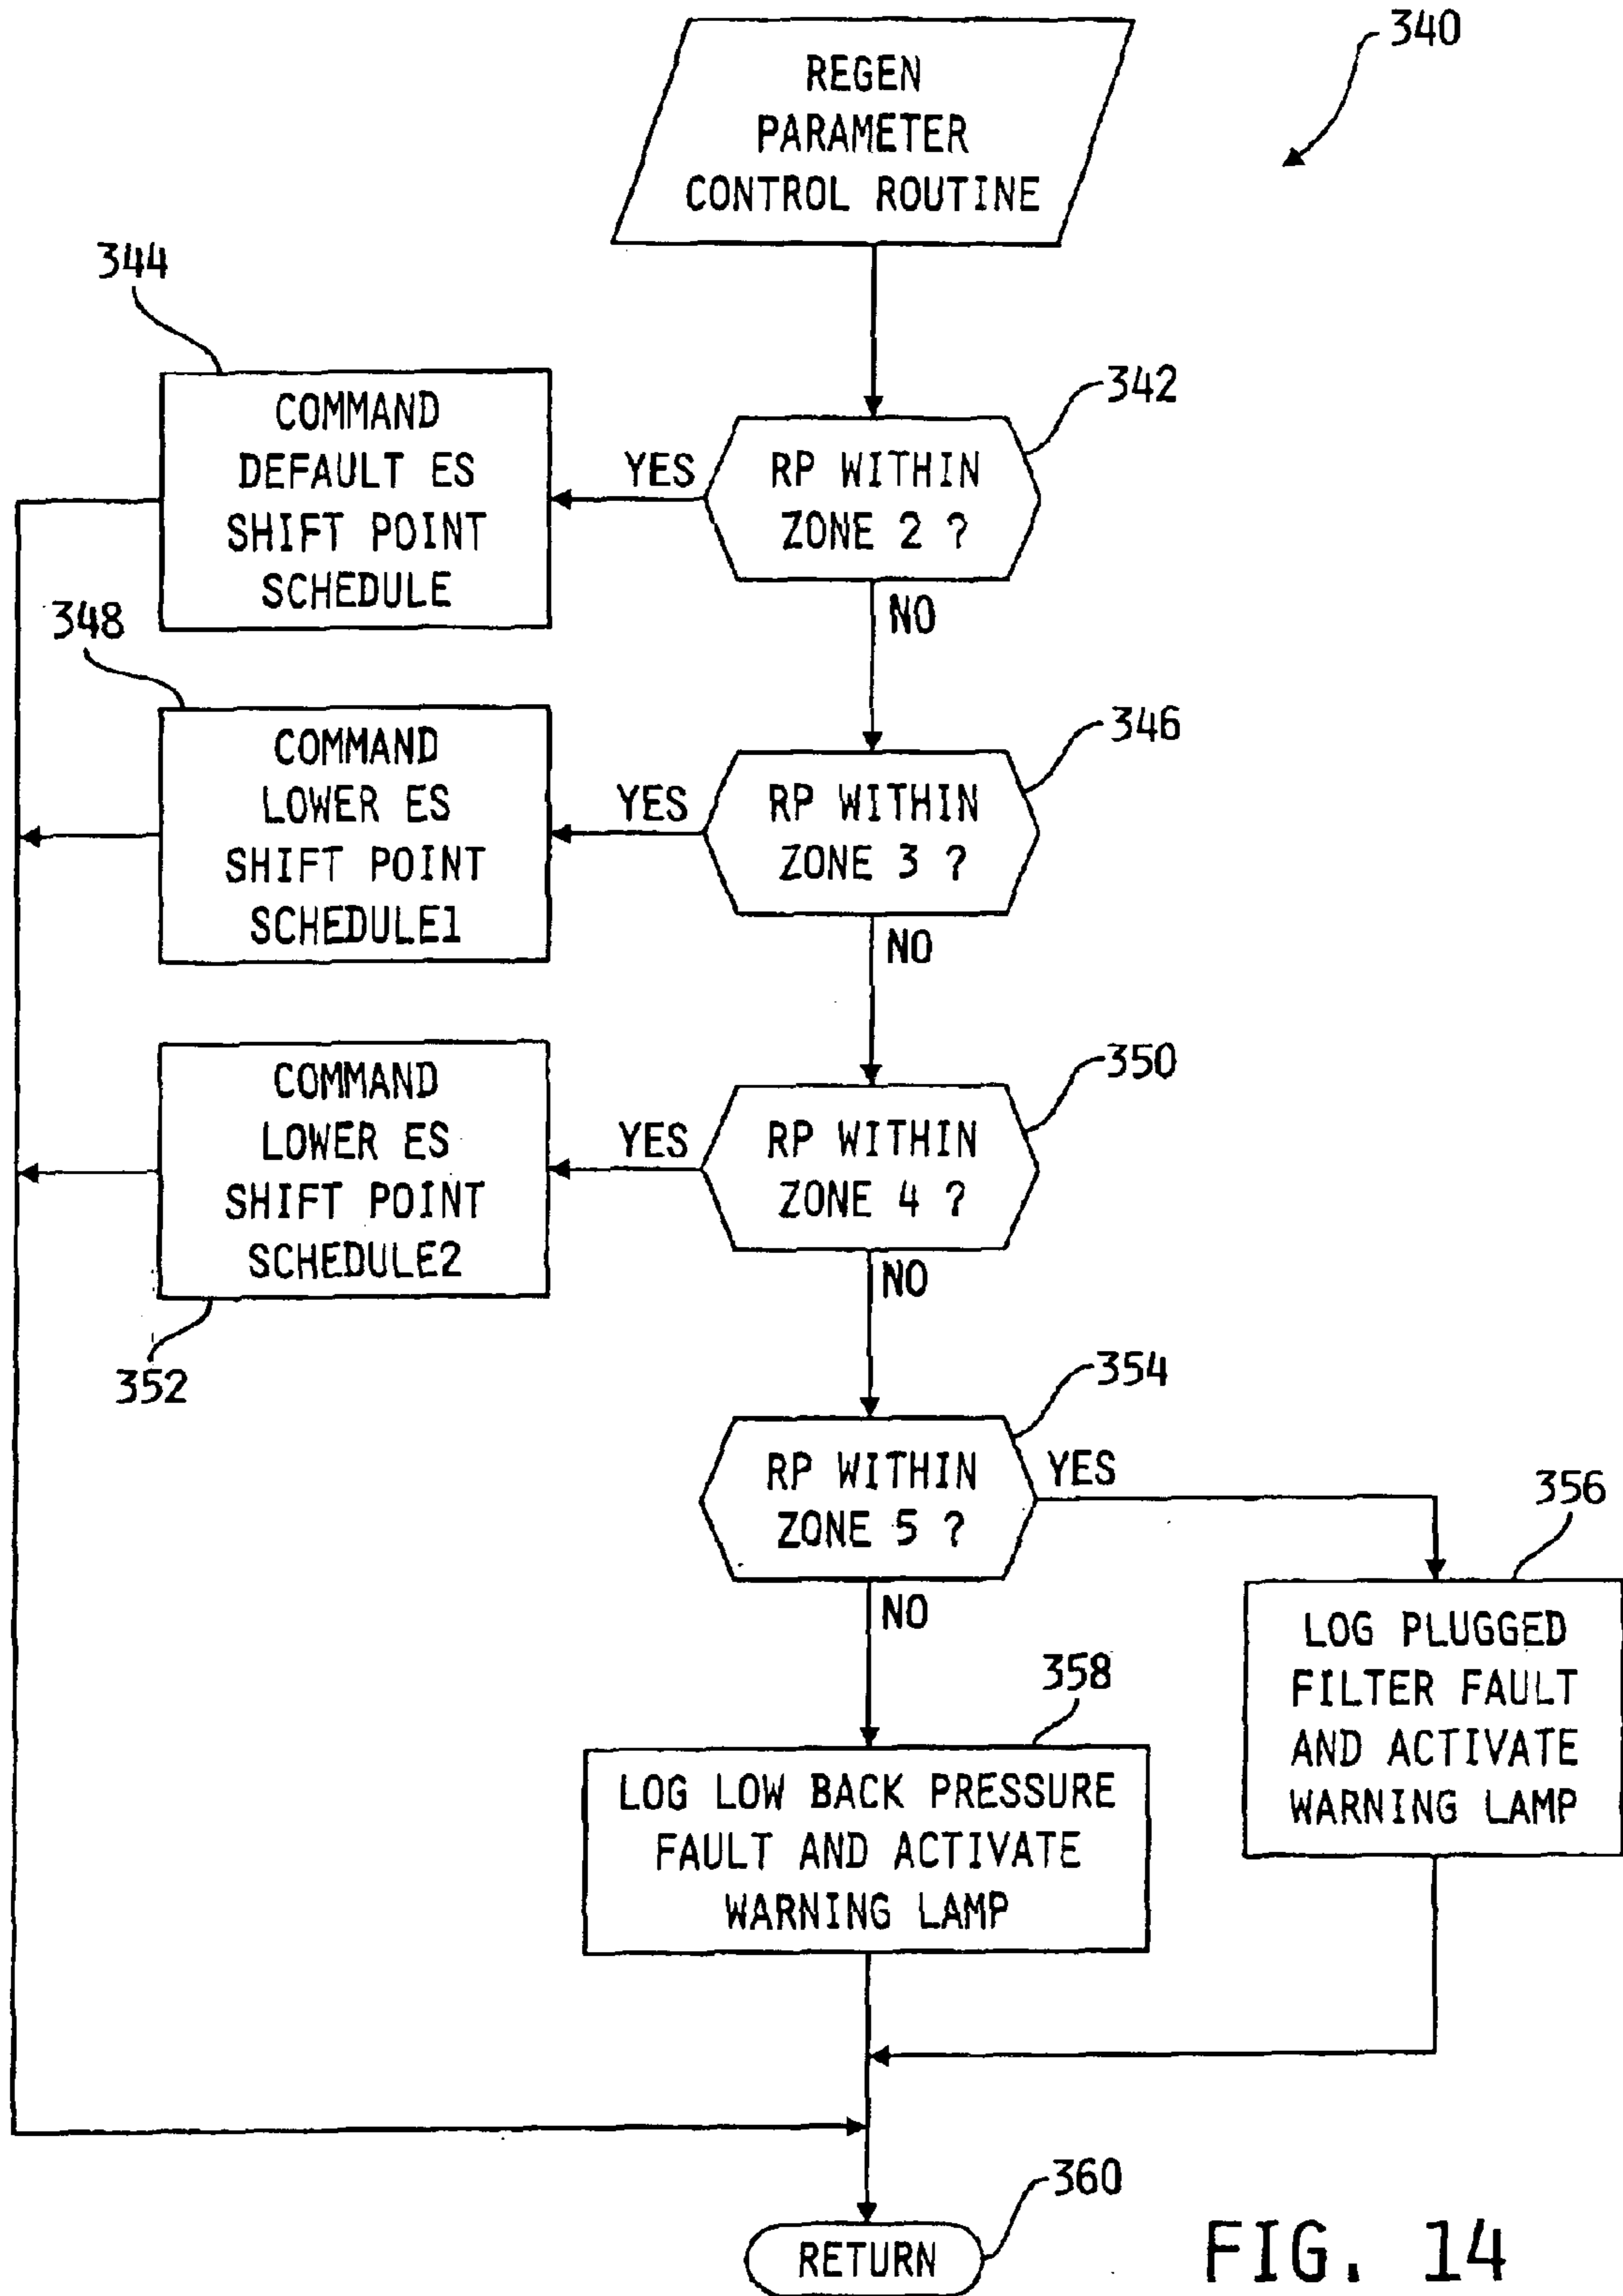 340
REGEN
PARAMETER
CONTROL ROUTINE
344
COMMAND
DEFAULT ES
SHIFT POINT
SCHEDULE
YES
RP WITHIN
ZONE 2 ?
342
NO
348
COMMAND
LOWER ES
SHIFT POINT
SCHEDULE1
YES
RP WITHIN
ZONE 3 ?
346
NO
COMMAND
LOWER ES
SHIFT POINT
SCHEDULE2
352
YES
RP WITHIN
ZONE 4 ?
350
NO
354
RP WITHIN
ZONE 5 ?
YES
NO
356
LOG PLUGGED
FILTER FAULT
AND ACTIVATE
WARNING LAMP
358
LOG LOW BACK PRESSURE
FAULT AND ACTIVATE
WARNING LAMP
360
RETURN
FIG. 14